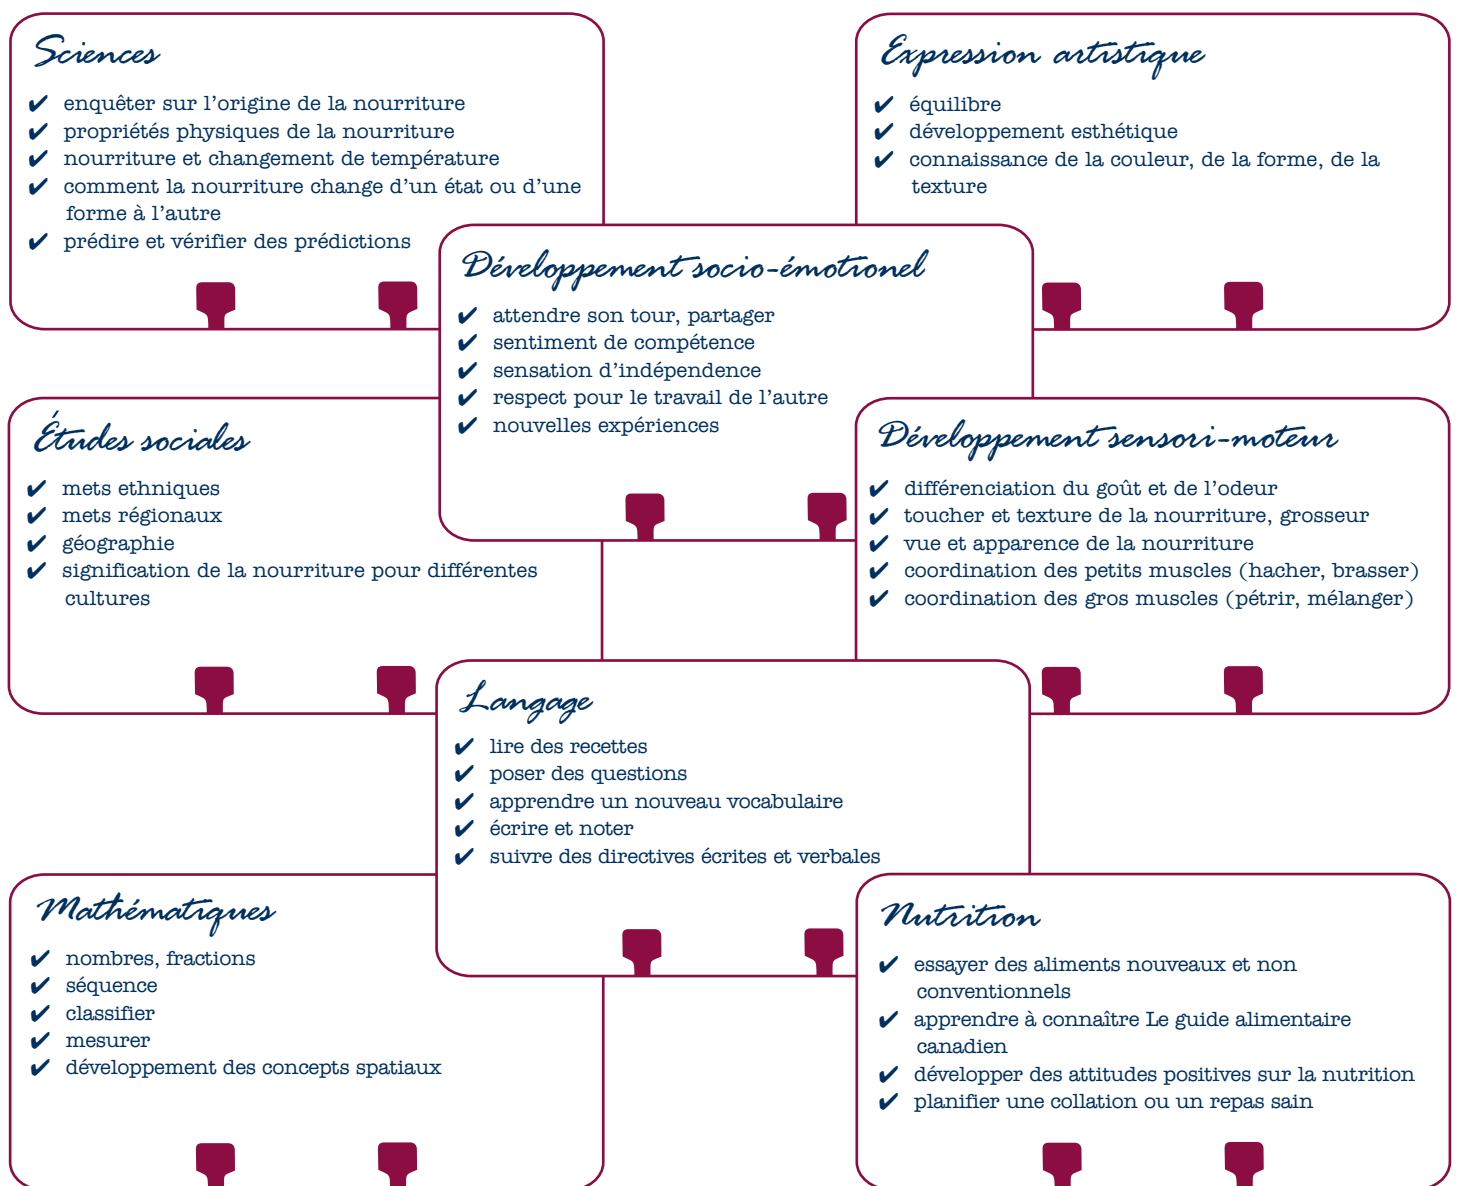 Sciences
✔ enquêter sur l'origine de la nourriture
✔ propriétés physiques de la nourriture
✔ nourriture et changement de température
✔ comment la nourriture change d'un état ou d'une
forme à l'autre
✔ prédire et vérifier des prédictions
Expression artistique
✔ équilibre
✔ développement esthétique
✔ connaissance de la couleur, de la forme, de la
texture
Développement socio-émotionel
✔ attendre son tour, partager
✔ sentiment de compétence
✔ sensation d'indépendence
✔ respect pour le travail de l'autre
✔ nouvelles expériences
Études sociales
✔ mets ethniques
✔ mets régionaux
✔ géographie
✔ signification de la nourriture pour différentes
cultures
Développement sensori-moteur
✔ différenciation du goût et de l'odeur
✔ toucher et texture de la nourriture, grosseur
✔ vue et apparence de la nourriture
✔ coordination des petits muscles (hacher, brasser)
✔ coordination des gros muscles (pétrir, mélanger)
Langage
✔ lire des recettes
✔ poser des questions
✔ apprendre un nouveau vocabulaire
✔ écrire et noter
✔ suivre des directives écrites et verbales
Mathématiques
✔ nombres, fractions
✔ séquence
✔ classifier
✔ mesurer
✔ développement des concepts spatiaux
Nutrition
✔ essayer des aliments nouveaux et non
conventionnels
✔ apprendre à connaître Le guide alimentaire
canadien
✔ développer des attitudes positives sur la nutrition
✔ planifier une collation ou un repas sain